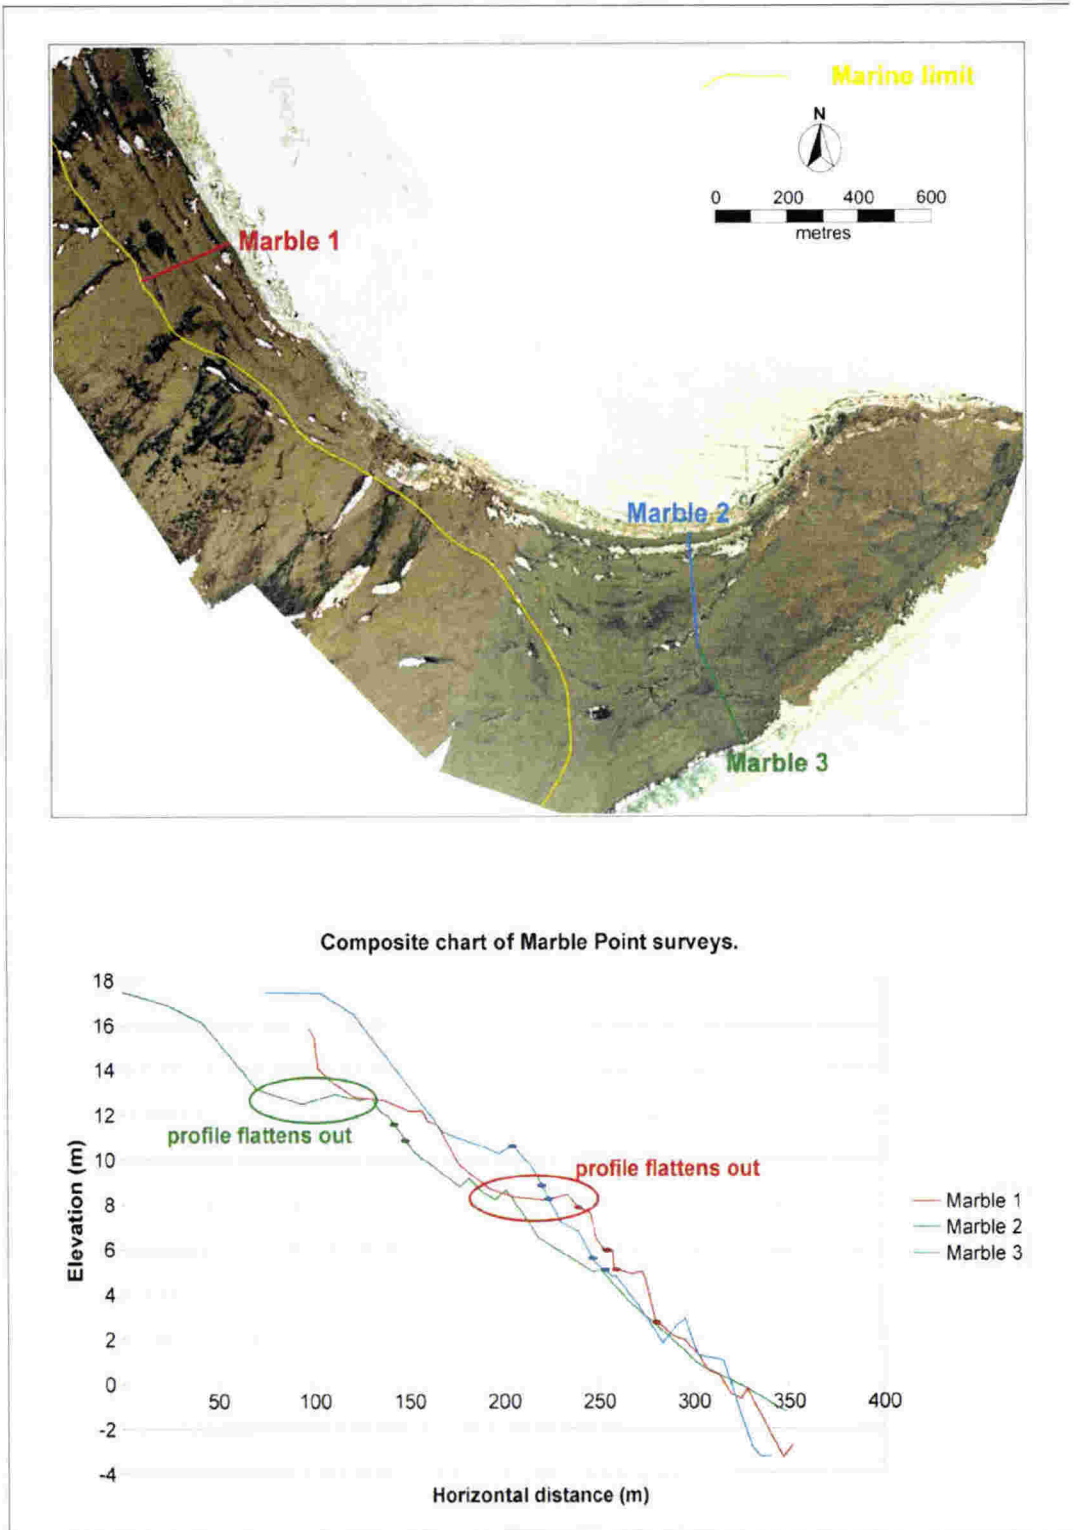 Marine limit
N
0 200 400 600
metres
Marble 1
Marble 2
Marble 3
Composite chart of Marble Point surveys.
18
16
14
12
10
8
6
4
2
0
-2
-4
Elevation (m)
profile flattens out
profile flattens out
Marble 1
Marble 2
Marble 3
50 100 150 200 250 300 350 400
Horizontal distance (m)